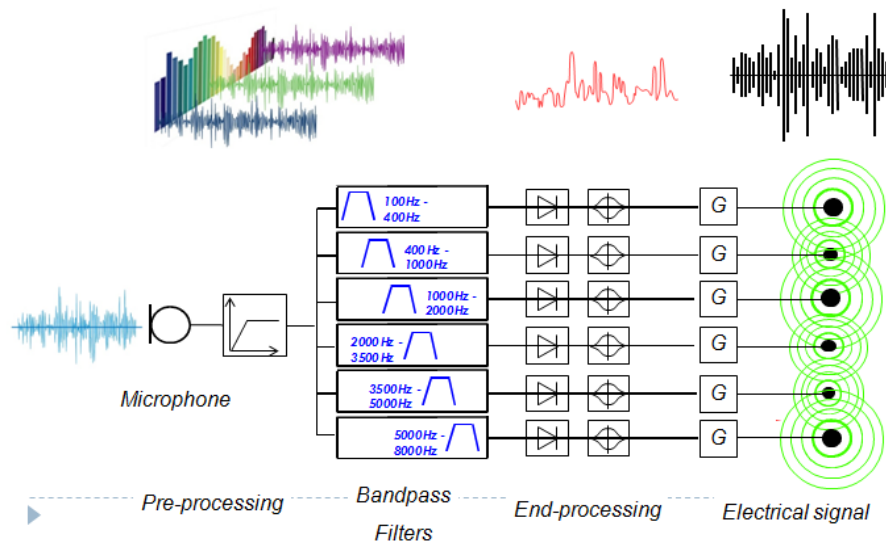 100Hz -
400Hz
G
400Hz -
1000Hz
G
1000Hz -
2000Hz
G
2000Hz -
3500Hz
G
3500Hz -
5000Hz
G
5000Hz -
8000Hz
G
Microphone
Pre-processing
Bandpass
Filters
End-processing
Electrical signal